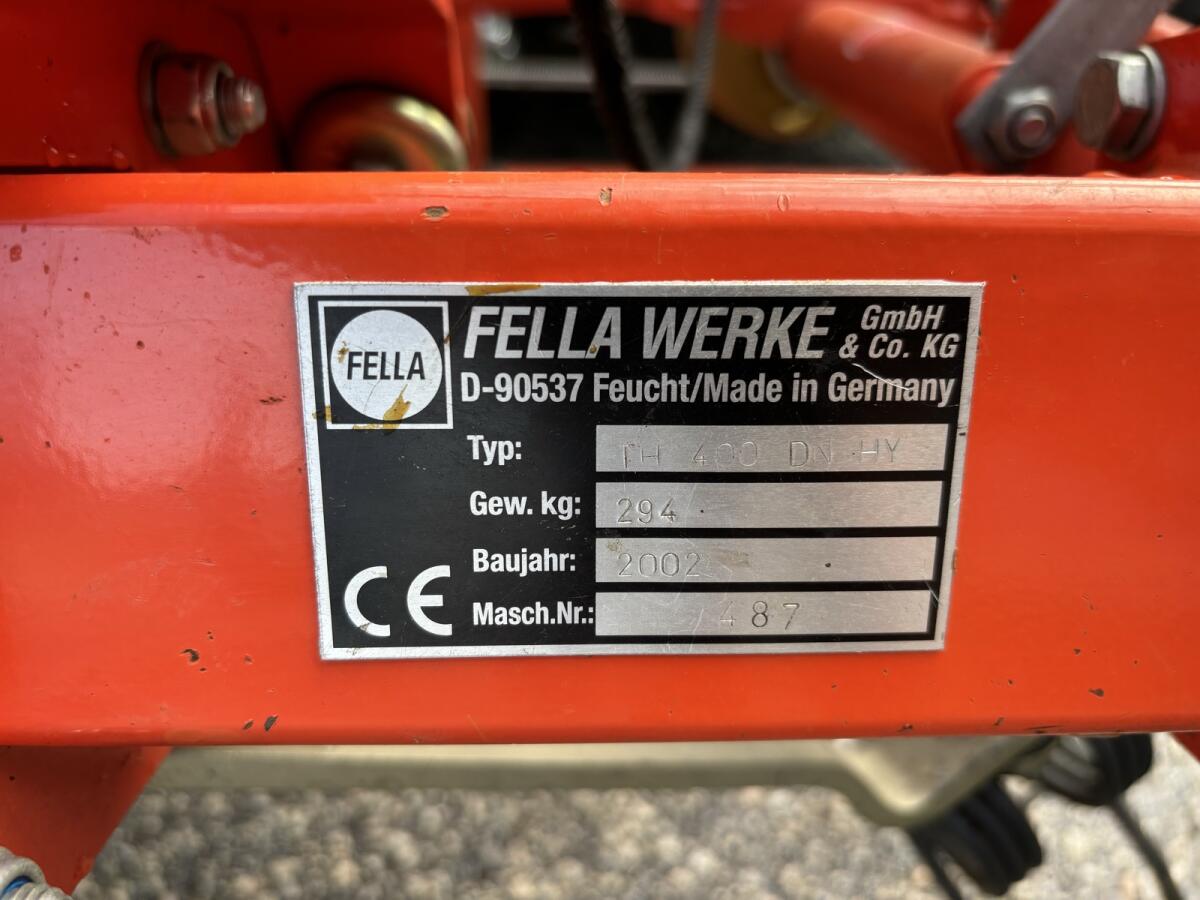 FELLA
FELLA WERKE GmbH & Co. KG
D-90537 Feucht/Made in Germany
Typ: TH 400 DN HY
Gew. kg: 294
Baujahr: 2002
Masch.Nr.: 487
CE